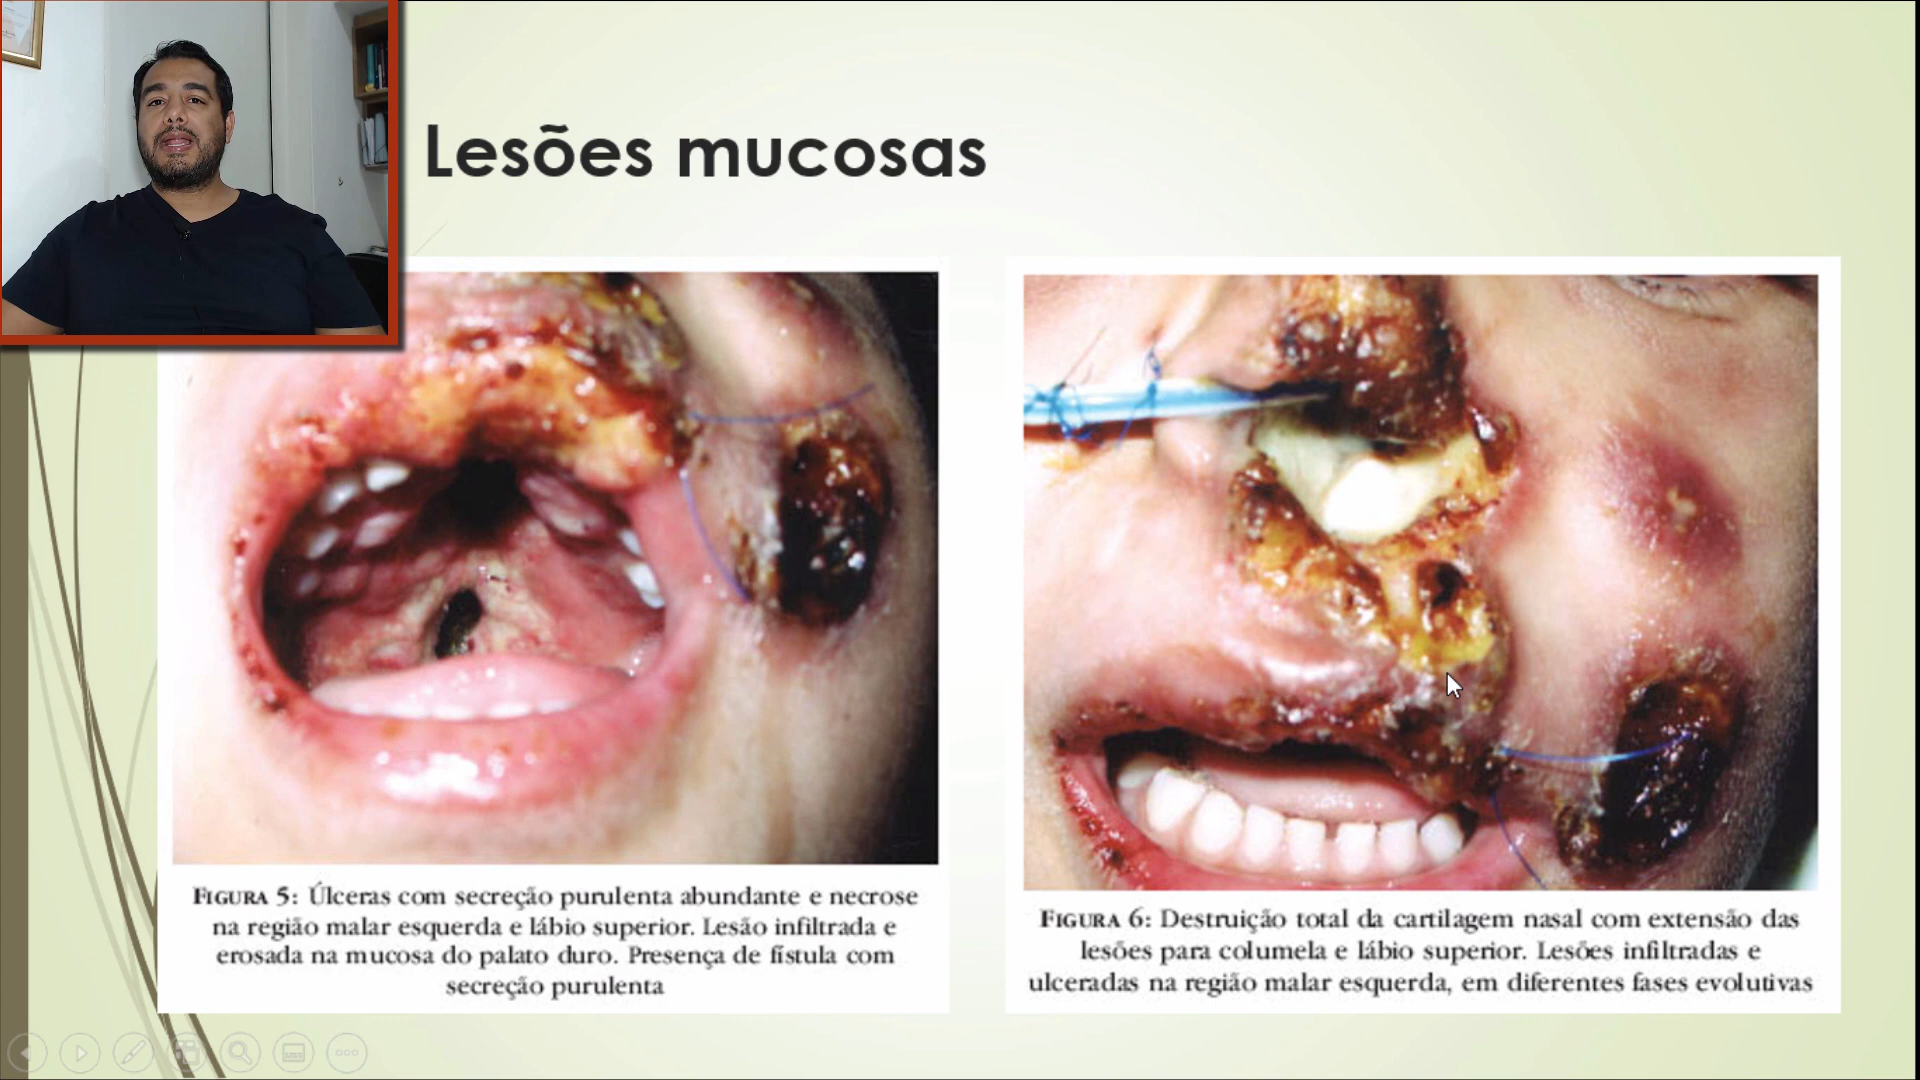 Lesões mucosas
FIGURA 5: Úlceras com secreção purulenta abundante e necrose
na região malar esquerda e lábio superior. Lesão infiltrada e
erosada na mucosa do palato duro. Presença de fístula com
secreção purulenta
FIGURA 6: Destruição total da cartilagem nasal com extensão das
lesões para columela e lábio superior. Lesões infiltradas e
ulceradas na região malar esquerda, em diferentes fases evolutivas